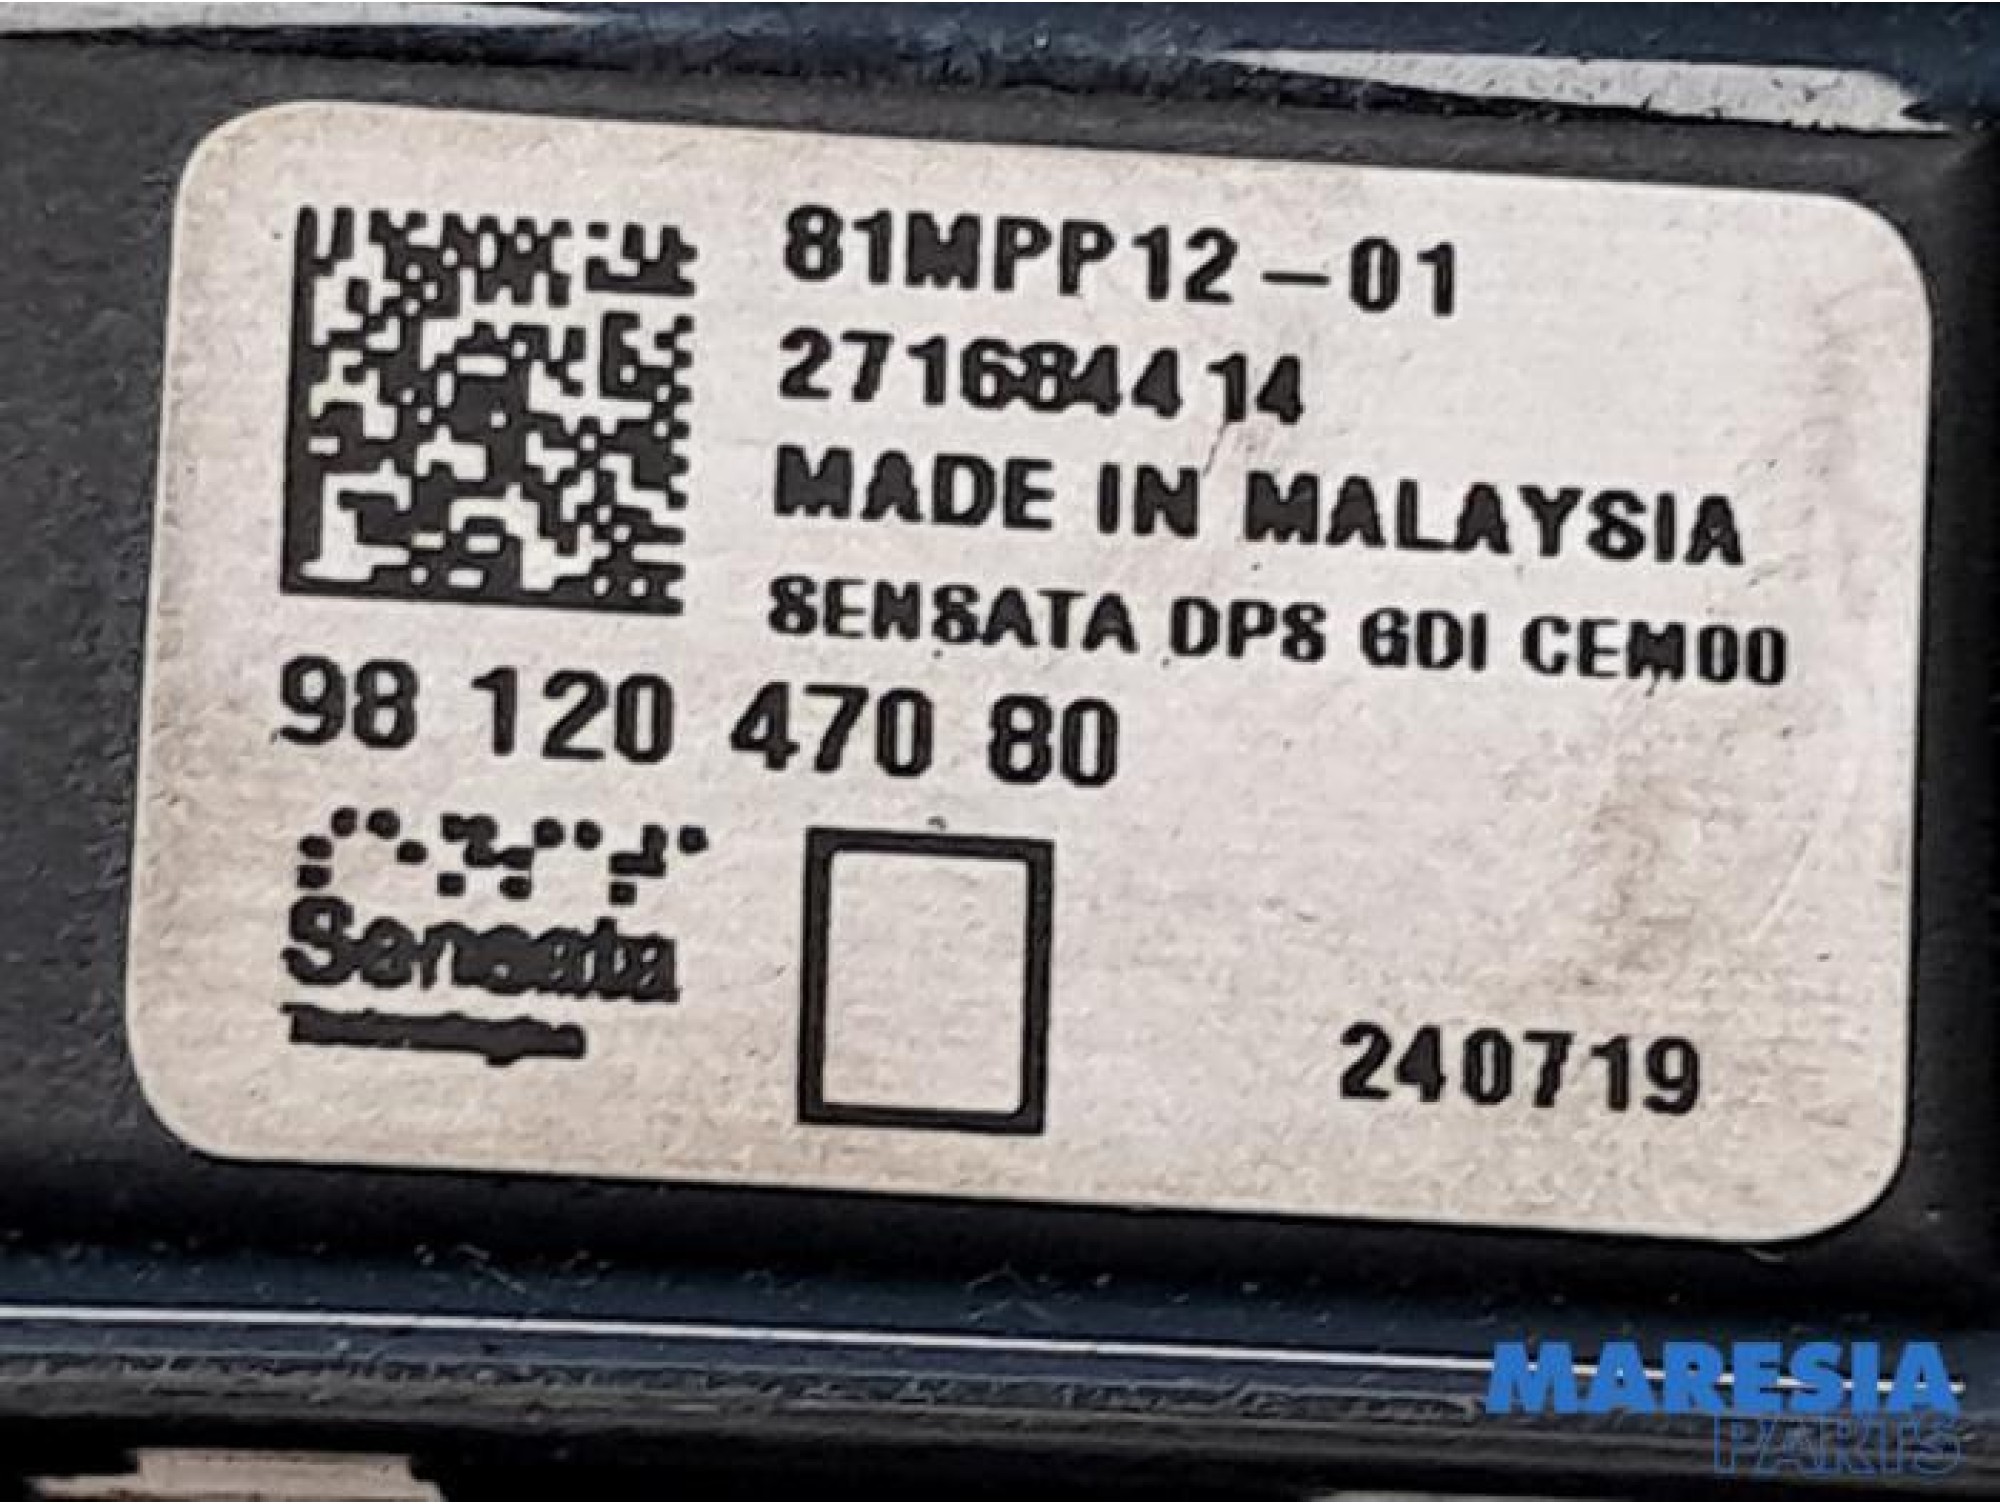 81MPP12-01
271684414
MADE IN MALAYSIA
SENSATA DPS GDI CEM00
98 120 470 80
Sensata
240719
MARESIA
PARTS